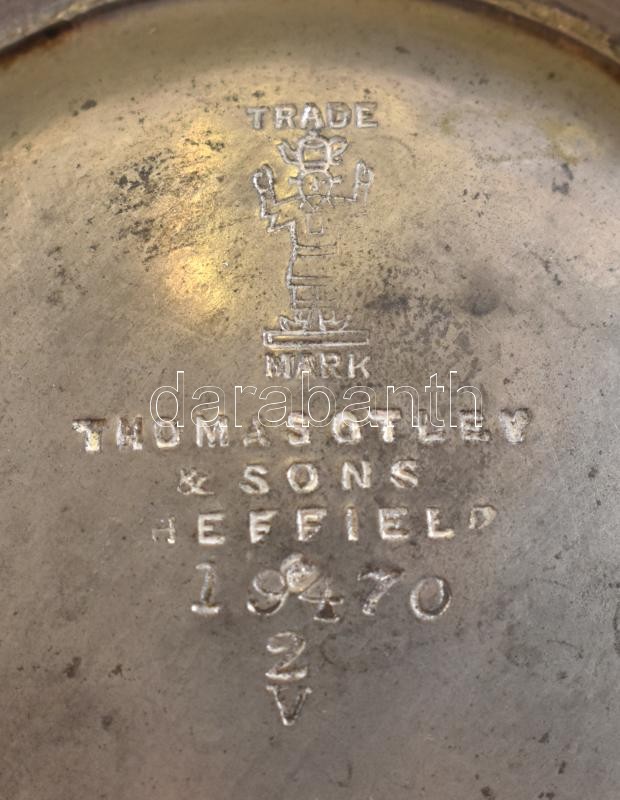 TRADE
MARK
darabanth
THOMAS OTLEY
& SONS
HEFFIELD
19470
2
V